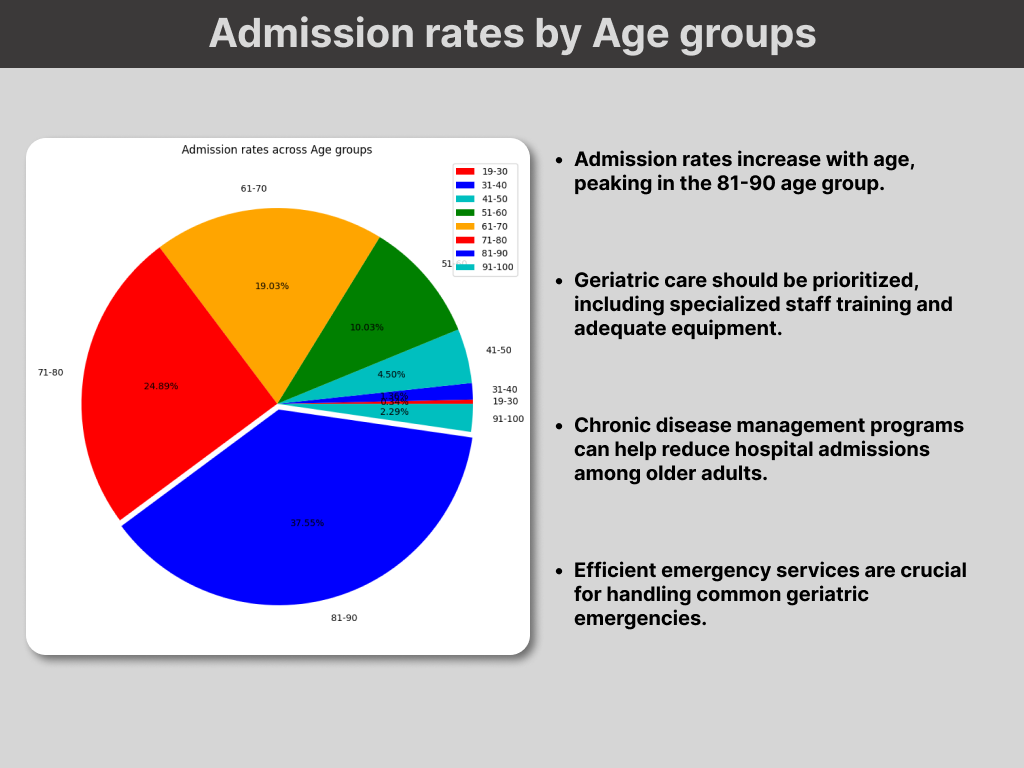 Admission rates by Age groups
Admission rates across Age groups
19-30
31-40
41-50
51-60
61-70
71-80
81-90
91-100
61-70
51
19.03%
10.03%
41-50
4.50%
71-80
24.89%
31-40
19-30
2.29%
91-100
37.55%
81-90
• Admission rates increase with age,
peaking in the 81-90 age group.
• Geriatric care should be prioritized,
including specialized staff training and
adequate equipment.
• Chronic disease management programs
can help reduce hospital admissions
among older adults.
• Efficient emergency services are crucial
for handling common geriatric
emergencies.